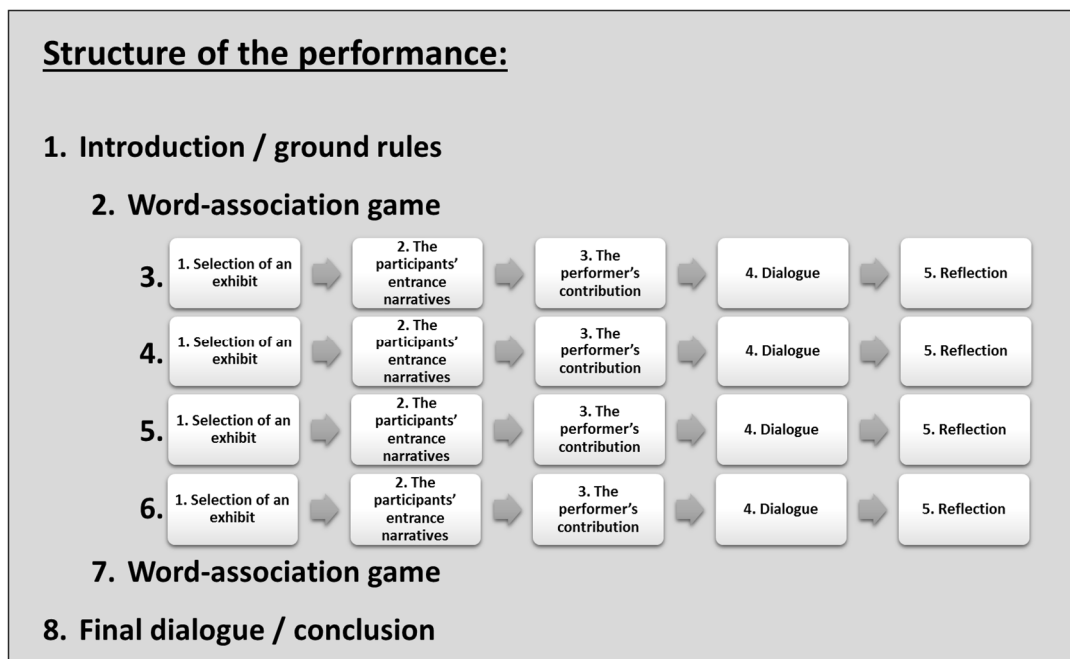 Structure of the performance:
1. Introduction / ground rules
2. Word-association game
3.
1. Selection of an
exhibit
2. The
participants’
entrance
narratives
3. The
performer’s
contribution
4. Dialogue
5. Reflection
4.
1. Selection of an
exhibit
2. The
participants’
entrance
narratives
3. The
performer’s
contribution
4. Dialogue
5. Reflection
5.
1. Selection of an
exhibit
2. The
participants’
entrance
narratives
3. The
performer’s
contribution
4. Dialogue
5. Reflection
6.
1. Selection of an
exhibit
2. The
participants’
entrance
narratives
3. The
performer’s
contribution
4. Dialogue
5. Reflection
7. Word-association game
8. Final dialogue / conclusion